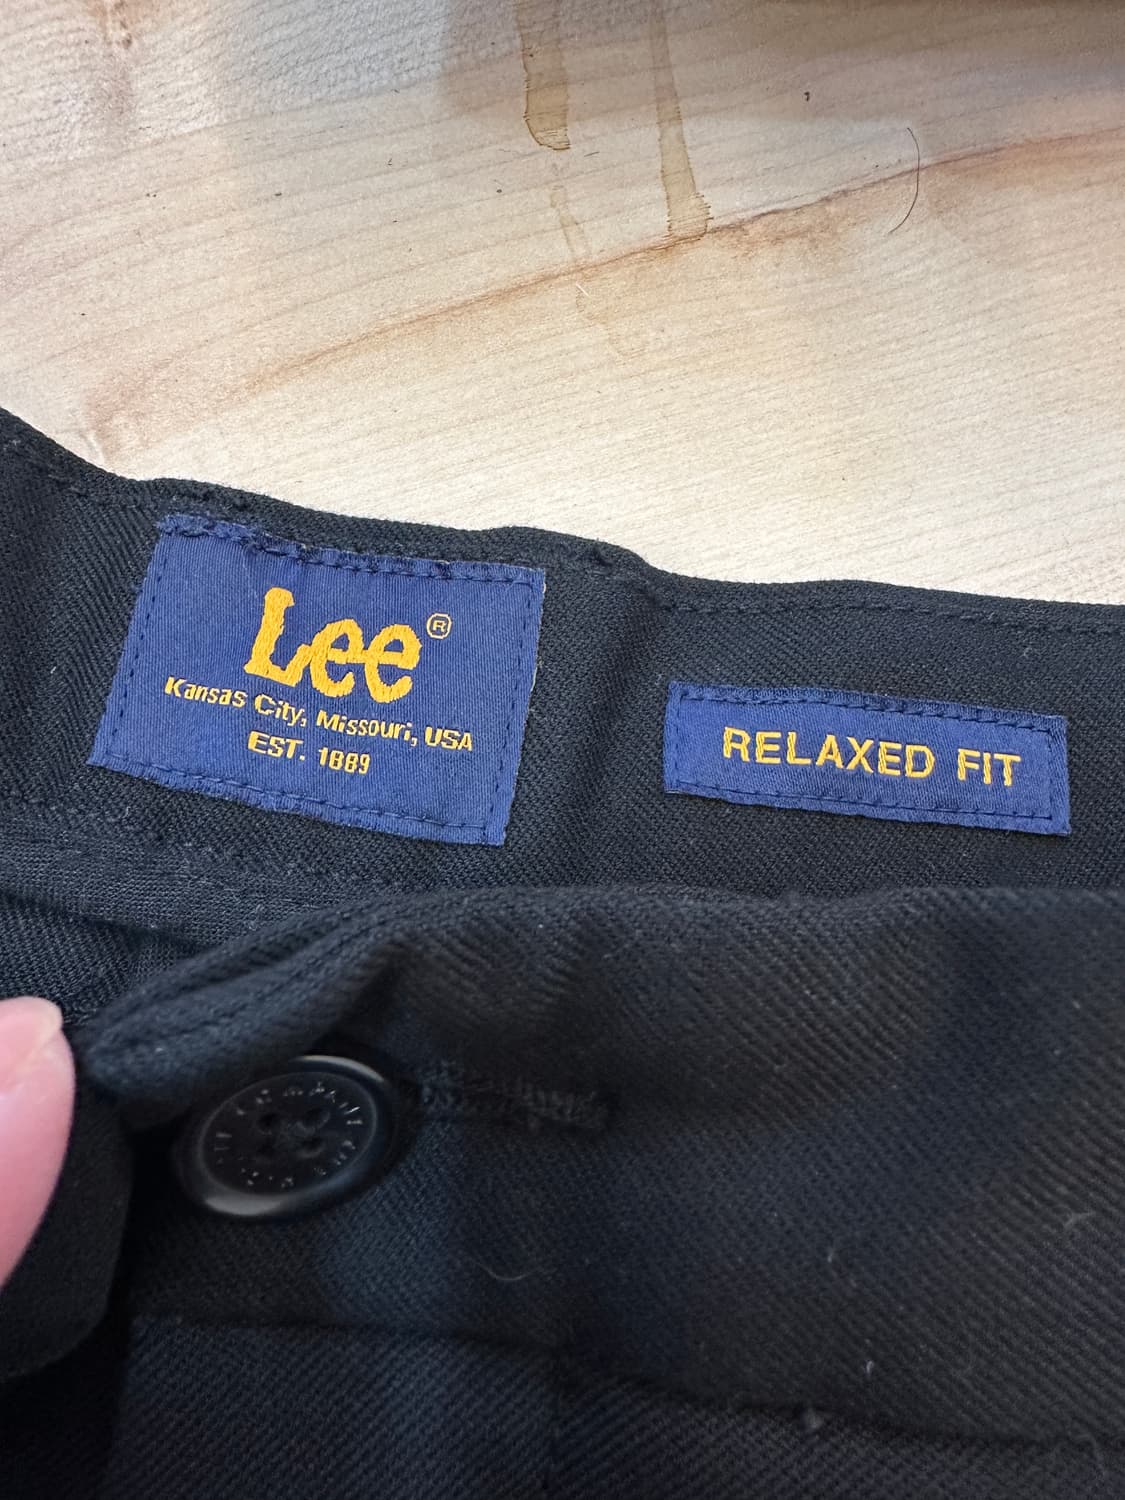 Lee®
Kansas City, Missouri, USA
EST. 1889
RELAXED FIT